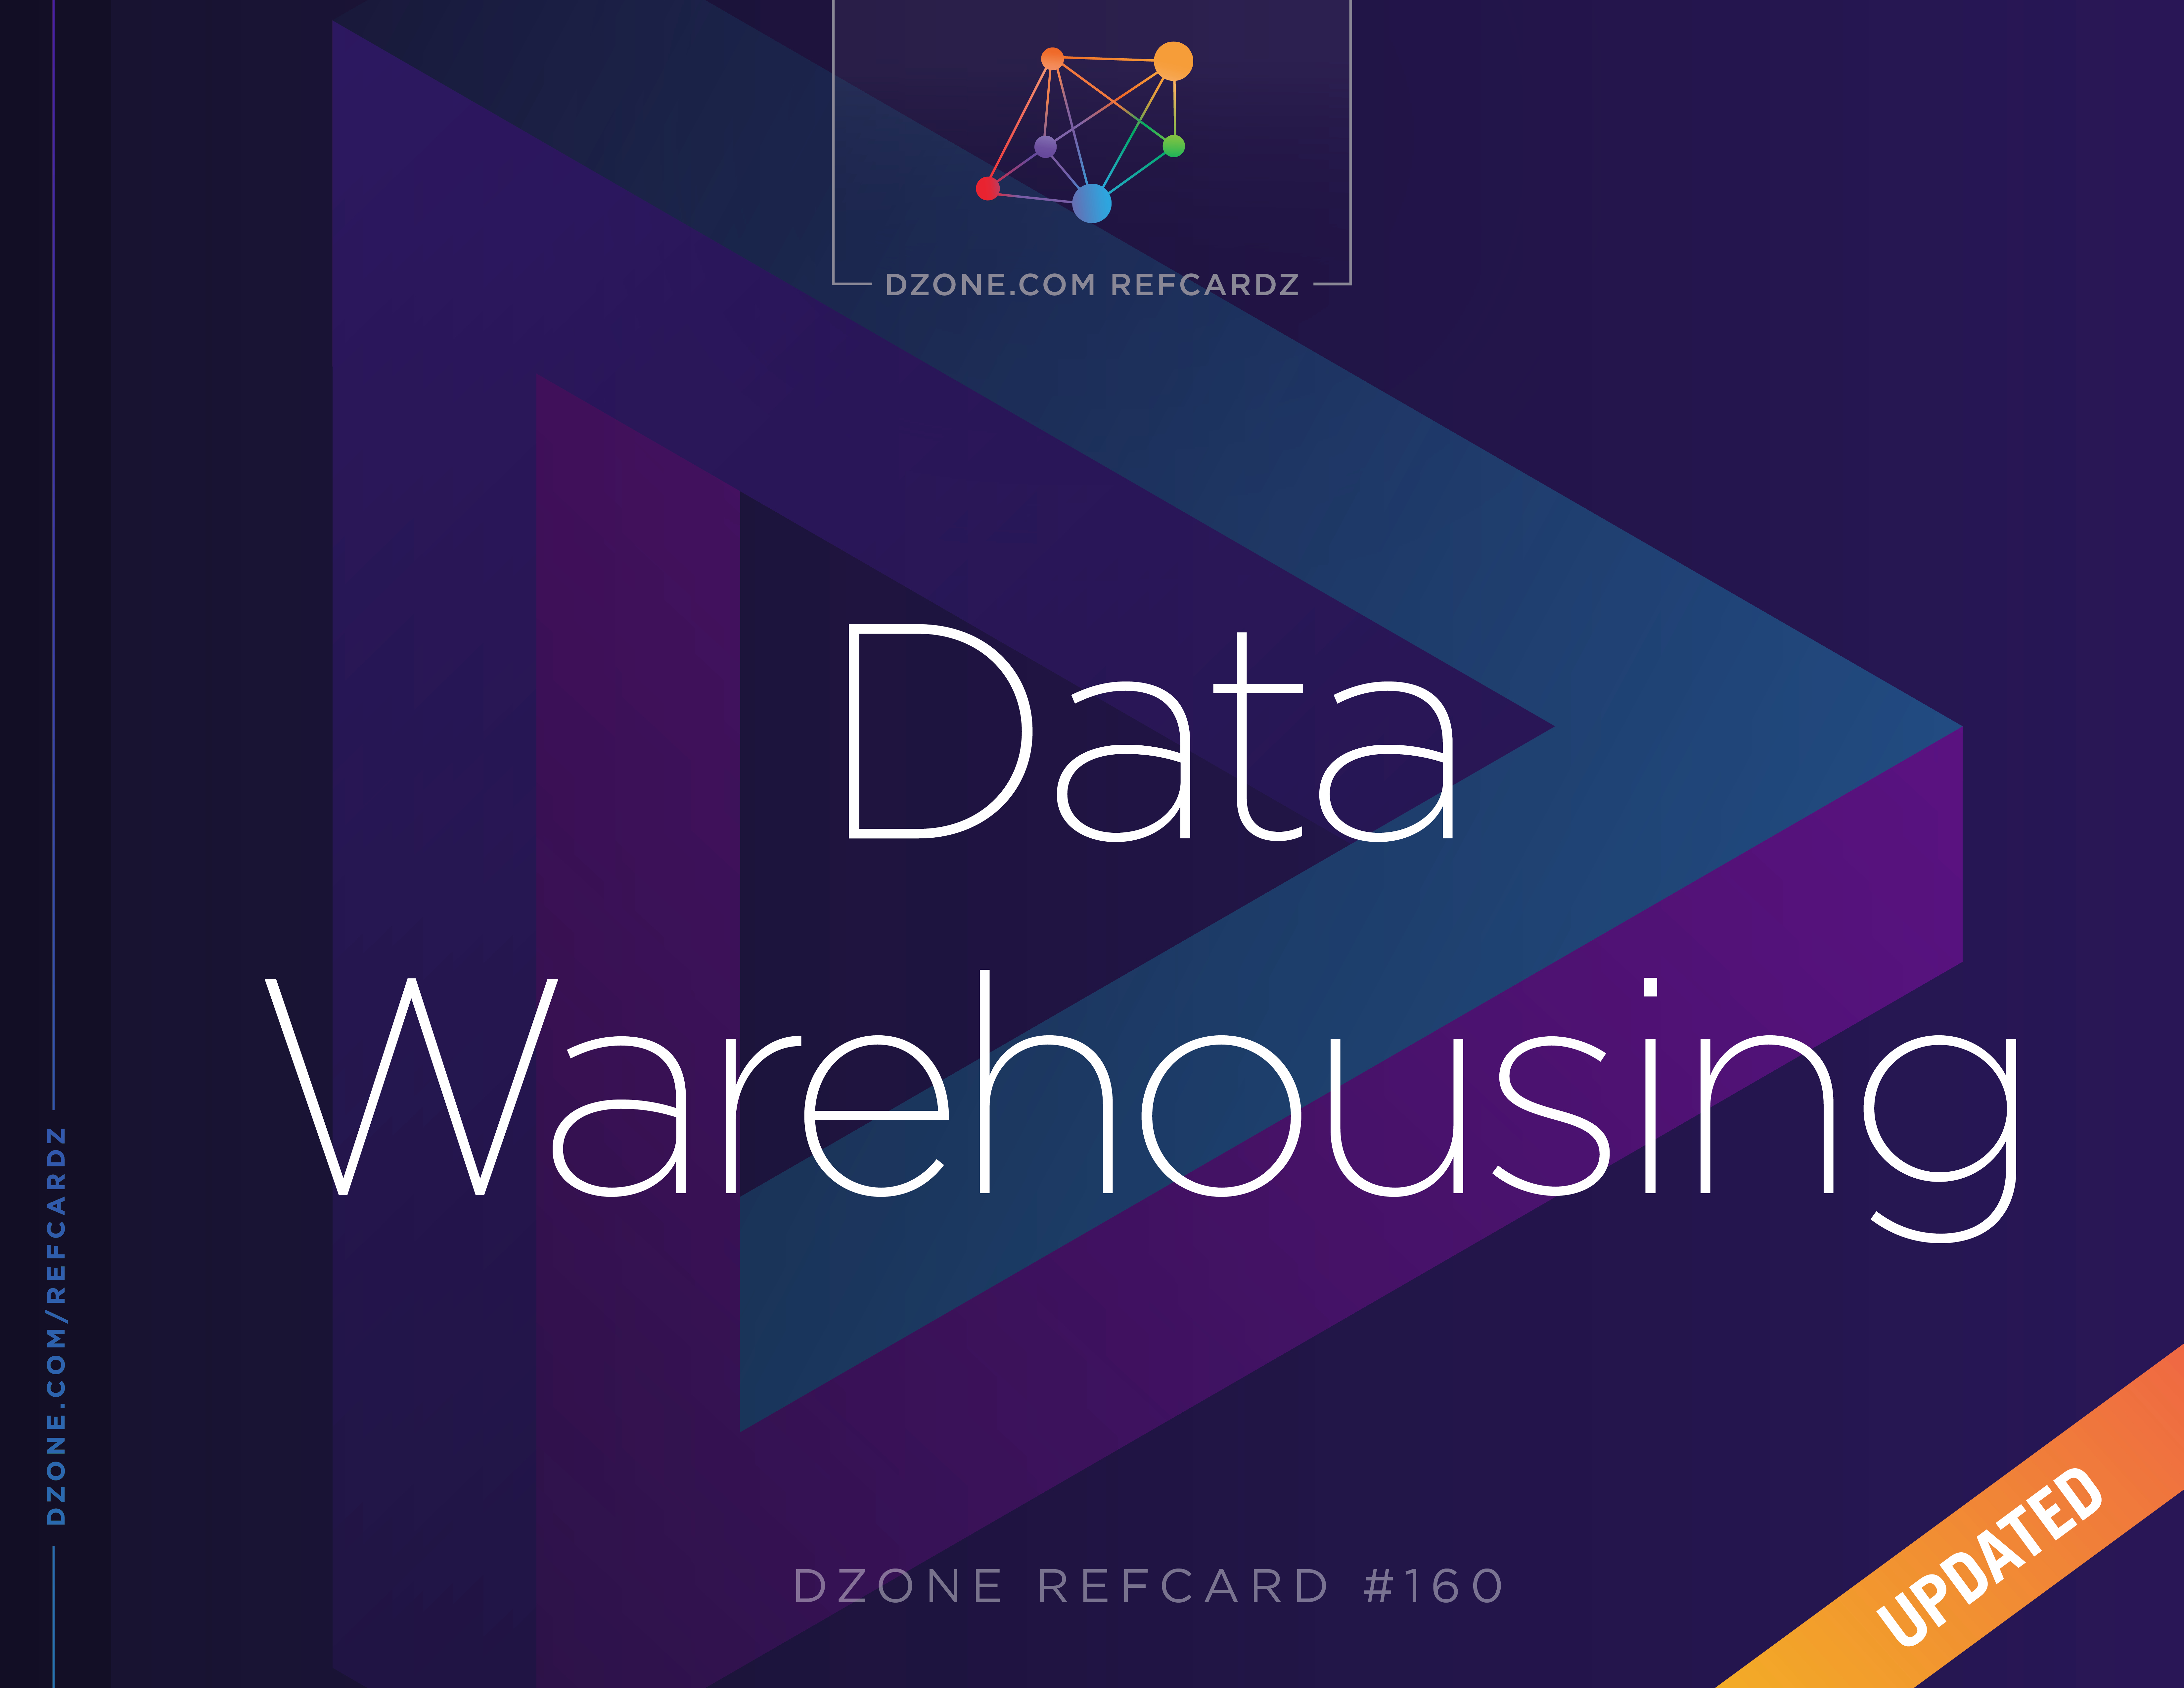 DZONE.COM REFCARDZ
Data
Warehousing
DZONE.COM/REFCARDZ
DZONE REFCARD #160
UPDATED